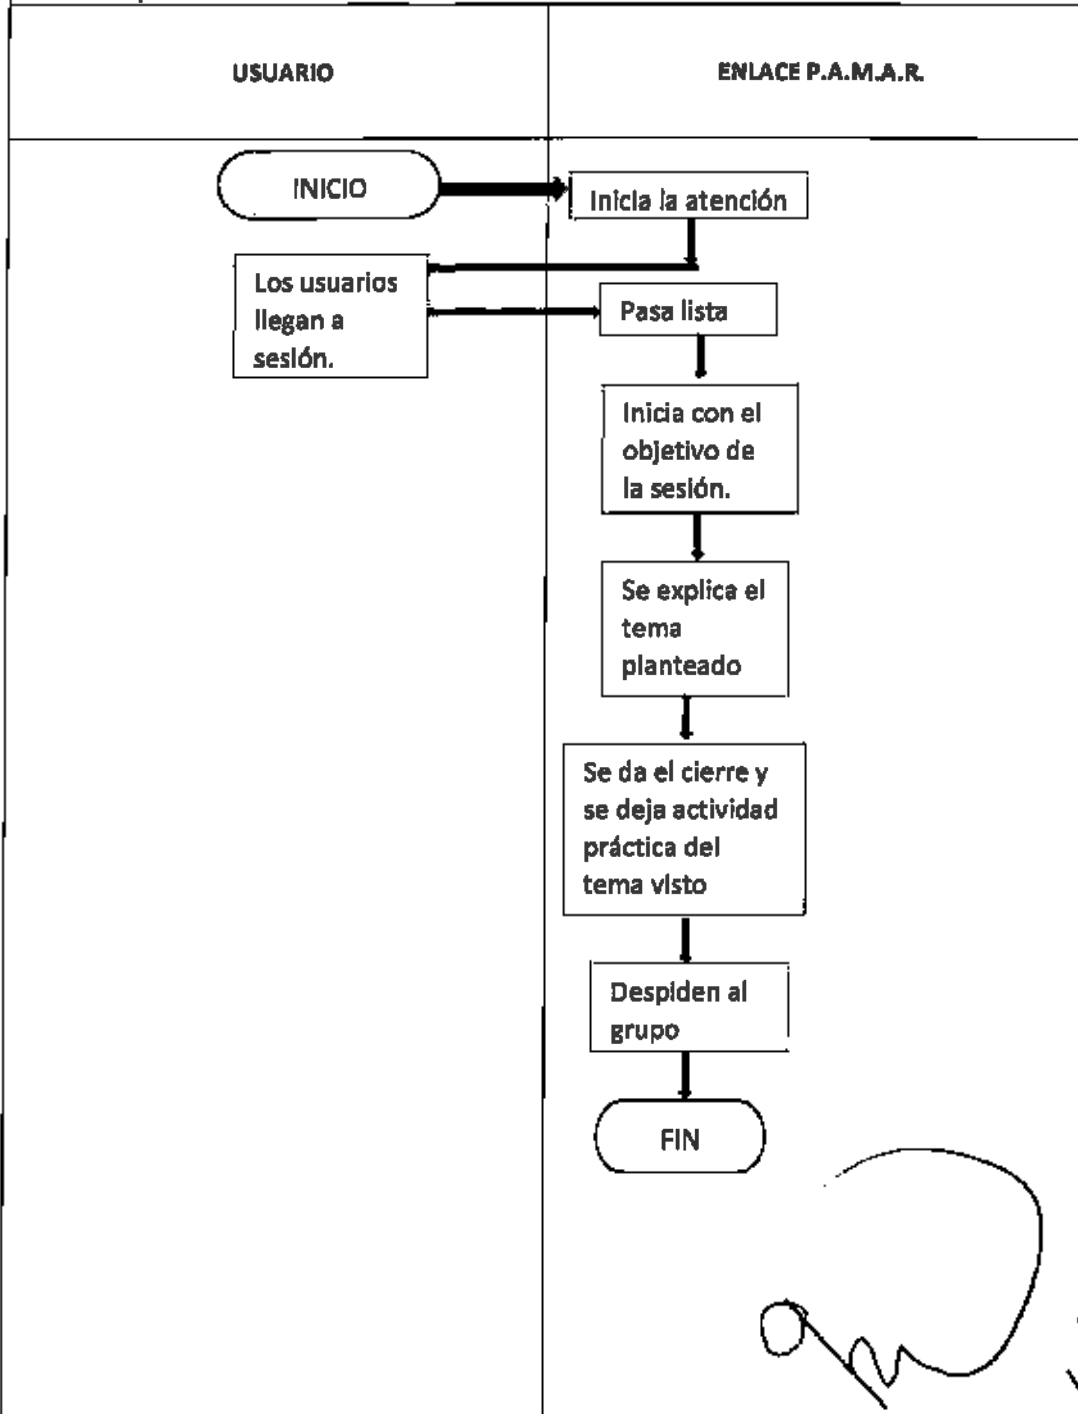 USUARIO
ENLACE P.A.M.A.R.
INICIO
Inicia la atención
Los usuarios
llegan a
sesión.
Pasa lista
Inicia con el
objetivo de
la sesión.
Se explica el
tema
planteado
Se da el cierre y
se deja actividad
práctica del
tema visto
Despiden al
grupo
FIN